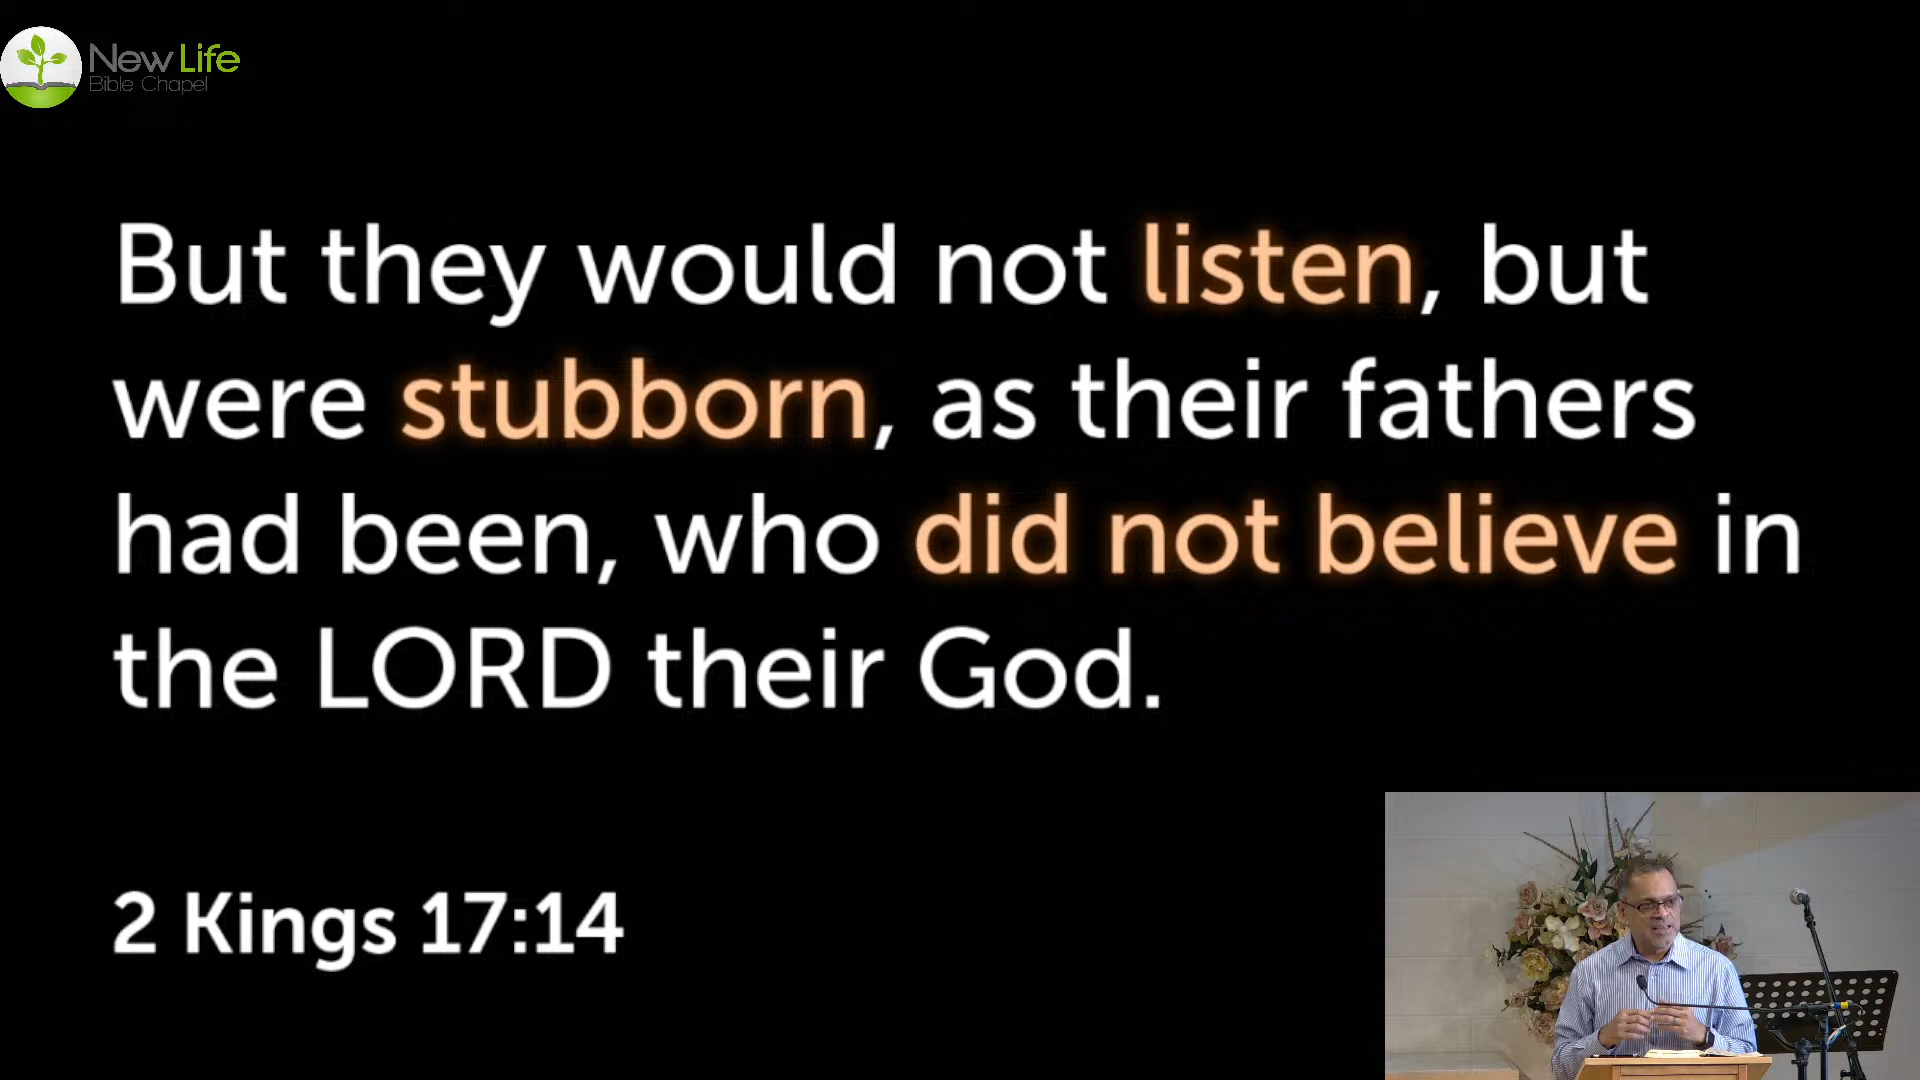 New Life
Bible Chapel
But they would not listen, but
were stubborn, as their fathers
had been, who did not believe in
the LORD their God.
2 Kings 17:14